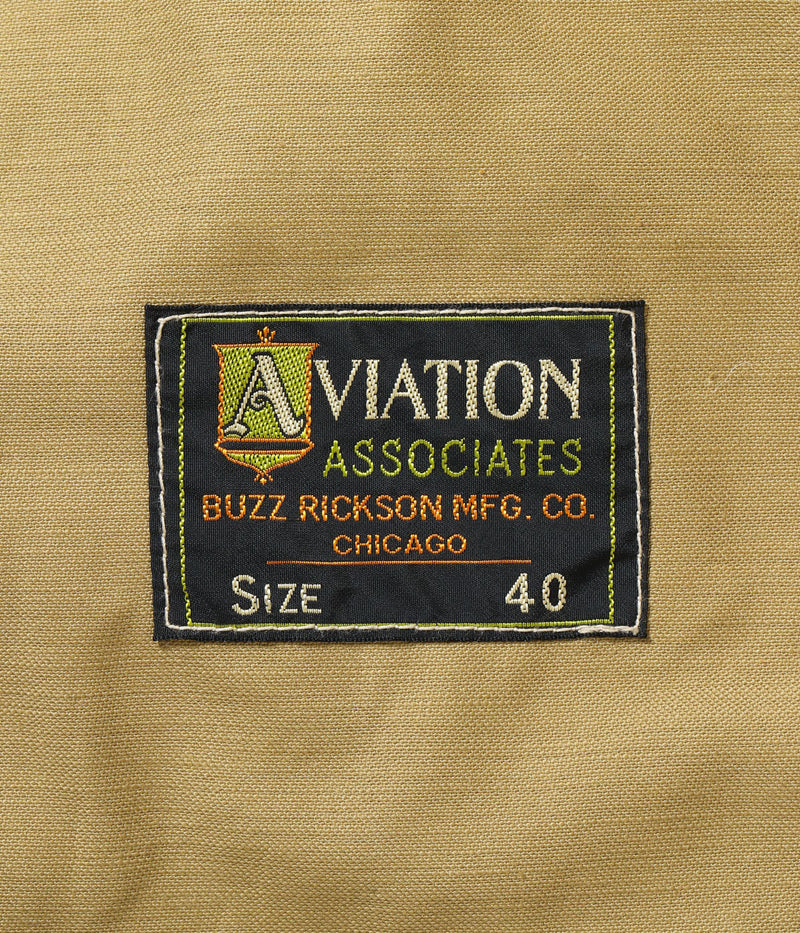 AVIATION
ASSOCIATES
BUZZ RICKSON MFG. CO.
CHICAGO
SIZE 40